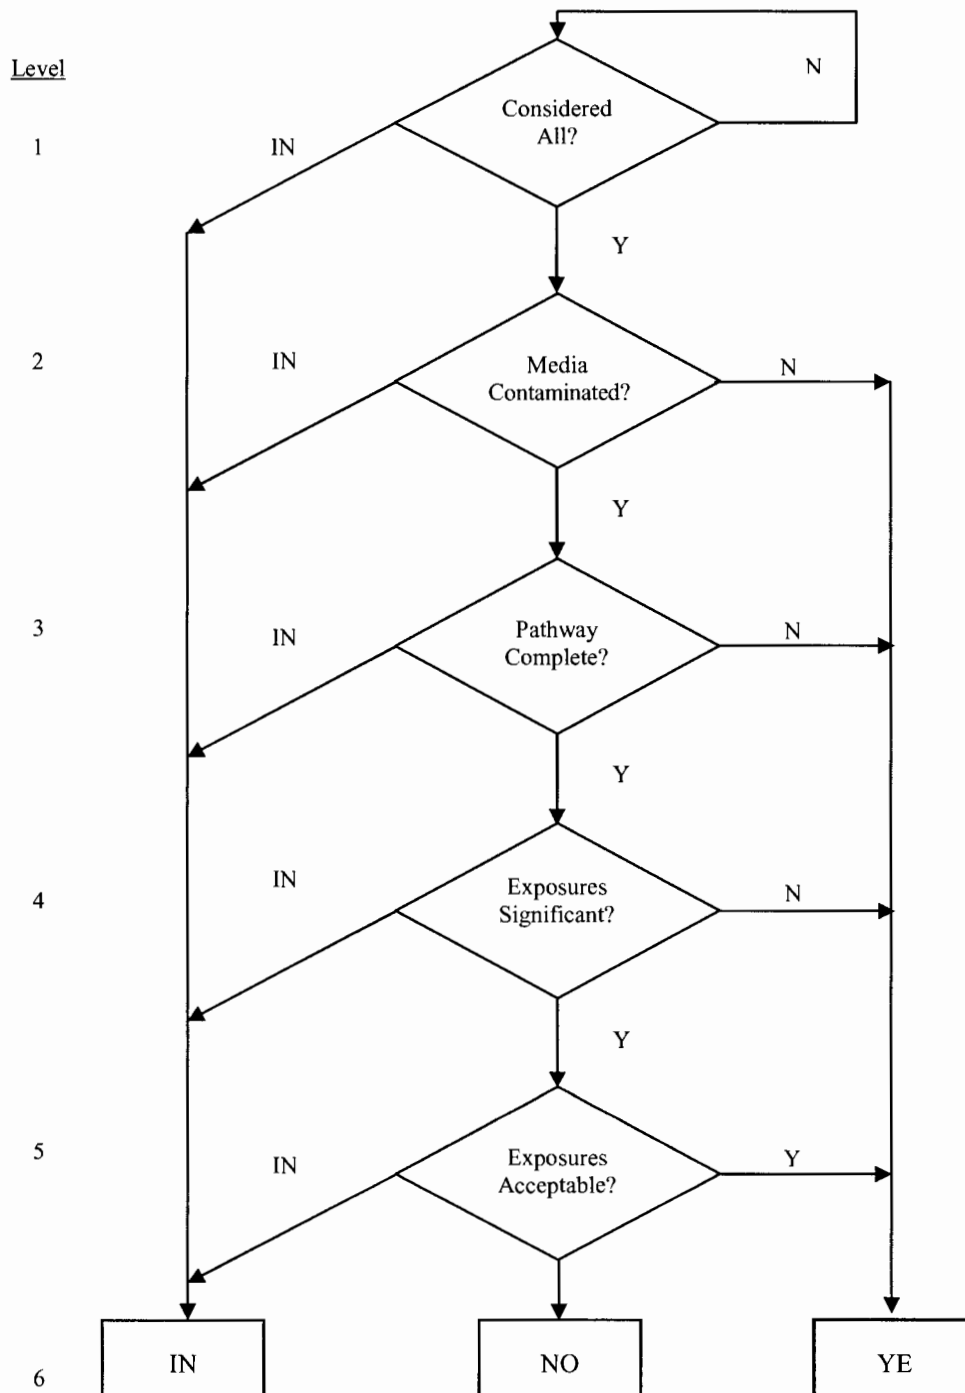 Level
N
Considered
All?
1
IN
Y
2
IN
Media
Contaminated?
N
Y
3
IN
Pathway
Complete?
N
Y
4
IN
Exposures
Significant?
N
Y
5
IN
Exposures
Acceptable?
Y
6
IN
NO
YE